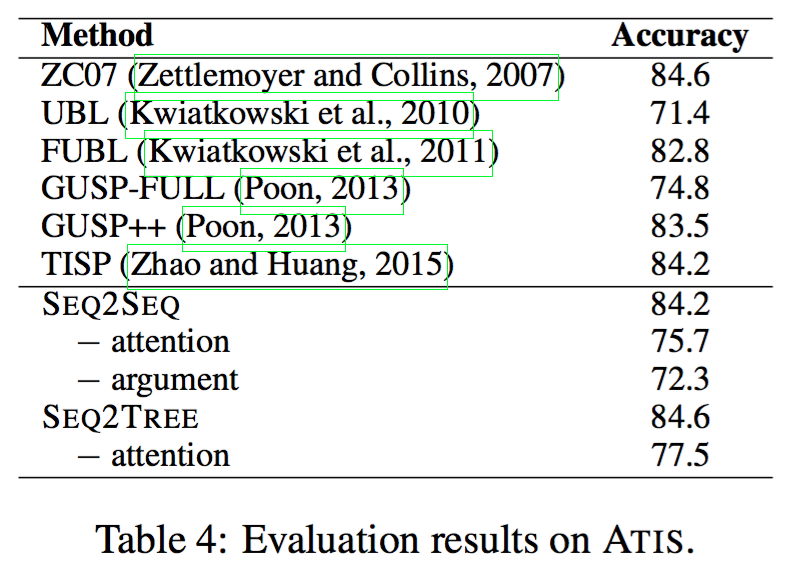 Method Accuracy
ZC07 (Zettlemoyer and Collins, 2007) 84.6
UBL (Kwiatkowski et al., 2010) 71.4
FUBL (Kwiatkowski et al., 2011) 82.8
GUSP-FULL (Poon, 2013) 74.8
GUSP++ (Poon, 2013) 83.5
TISP (Zhao and Huang, 2015) 84.2
SEQ2SEQ 84.2
− attention 75.7
− argument 72.3
SEQ2TREE 84.6
− attention 77.5
Table 4: Evaluation results on ATIS.